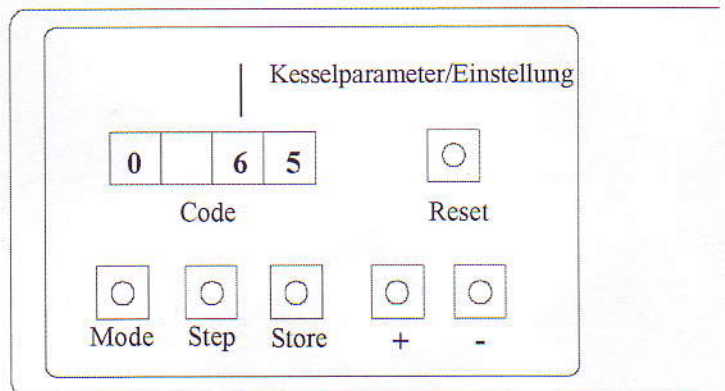 Kesselparameter/Einstellung
0 6 5
Code
Reset
Mode Step Store + -